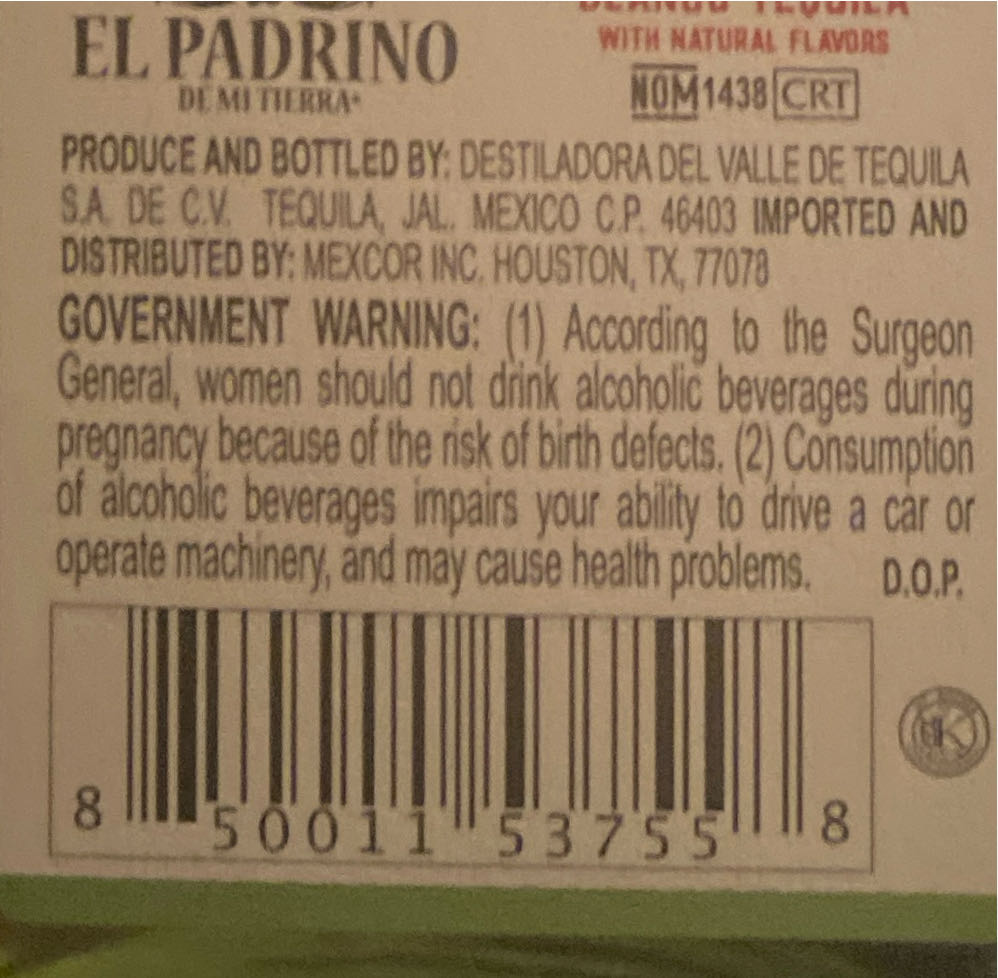 EL PADRINO
DE MI TIERRA
BLANCO TEQUILA
WITH NATURAL FLAVORS
NOM 1438 CRT
PRODUCE AND BOTTLED BY: DESTILADORA DEL VALLE DE TEQUILA
S.A. DE C.V. TEQUILA, JAL. MEXICO C.P. 46403 IMPORTED AND
DISTRIBUTED BY: MEXCOR INC. HOUSTON, TX, 77078
GOVERNMENT WARNING: (1) According to the Surgeon
General, women should not drink alcoholic beverages during
pregnancy because of the risk of birth defects. (2) Consumption
of alcoholic beverages impairs your ability to drive a car or
operate machinery, and may cause health problems. D.O.P.
8 50011 53755 8
K